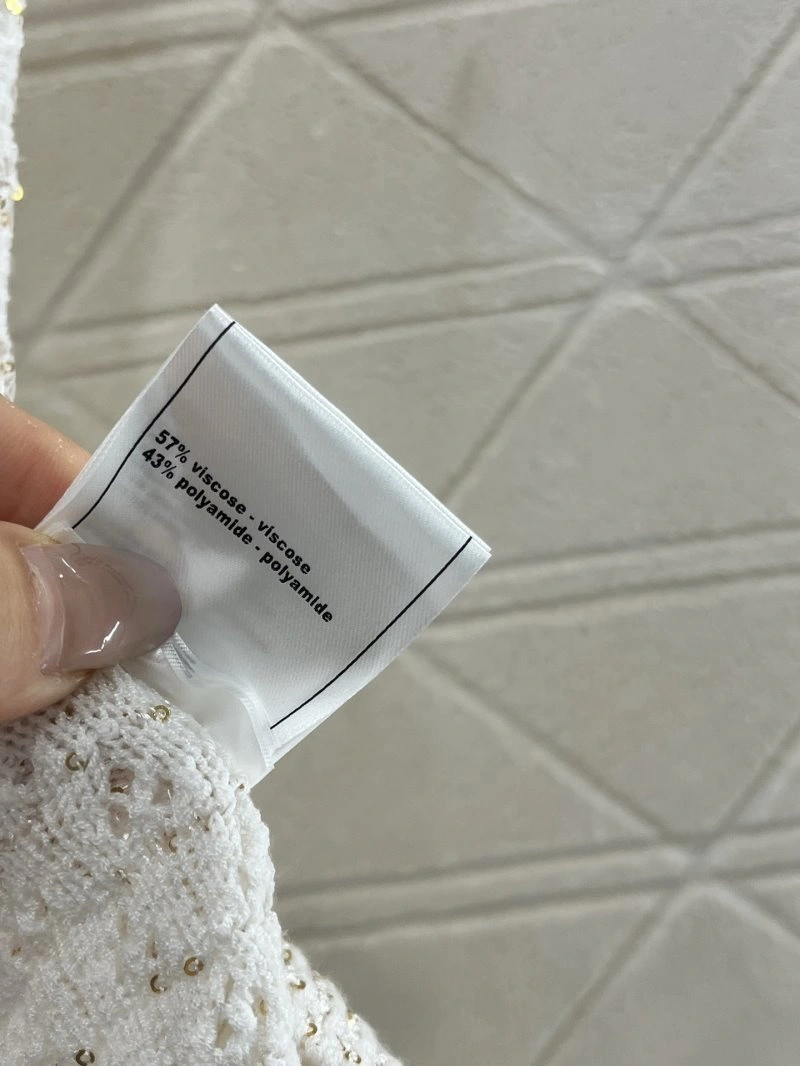 57% viscose - viscose
43% polyamide - polyamide